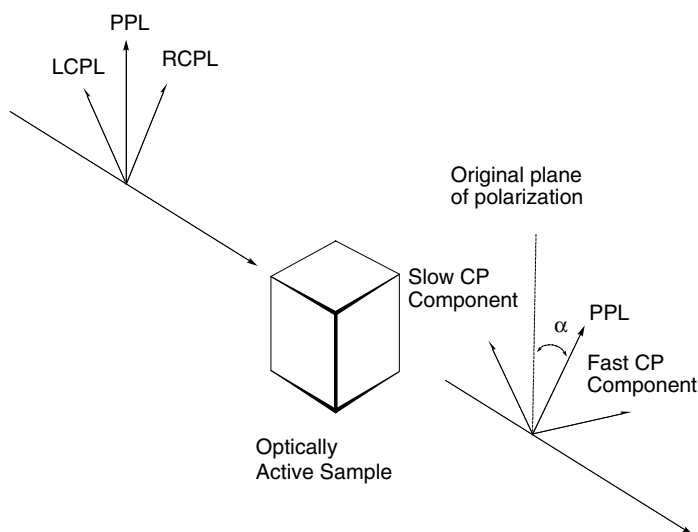 PPL
LCPL
RCPL
Original plane
of polarization
Slow CP
Component
α
PPL
Fast CP
Component
Optically
Active Sample